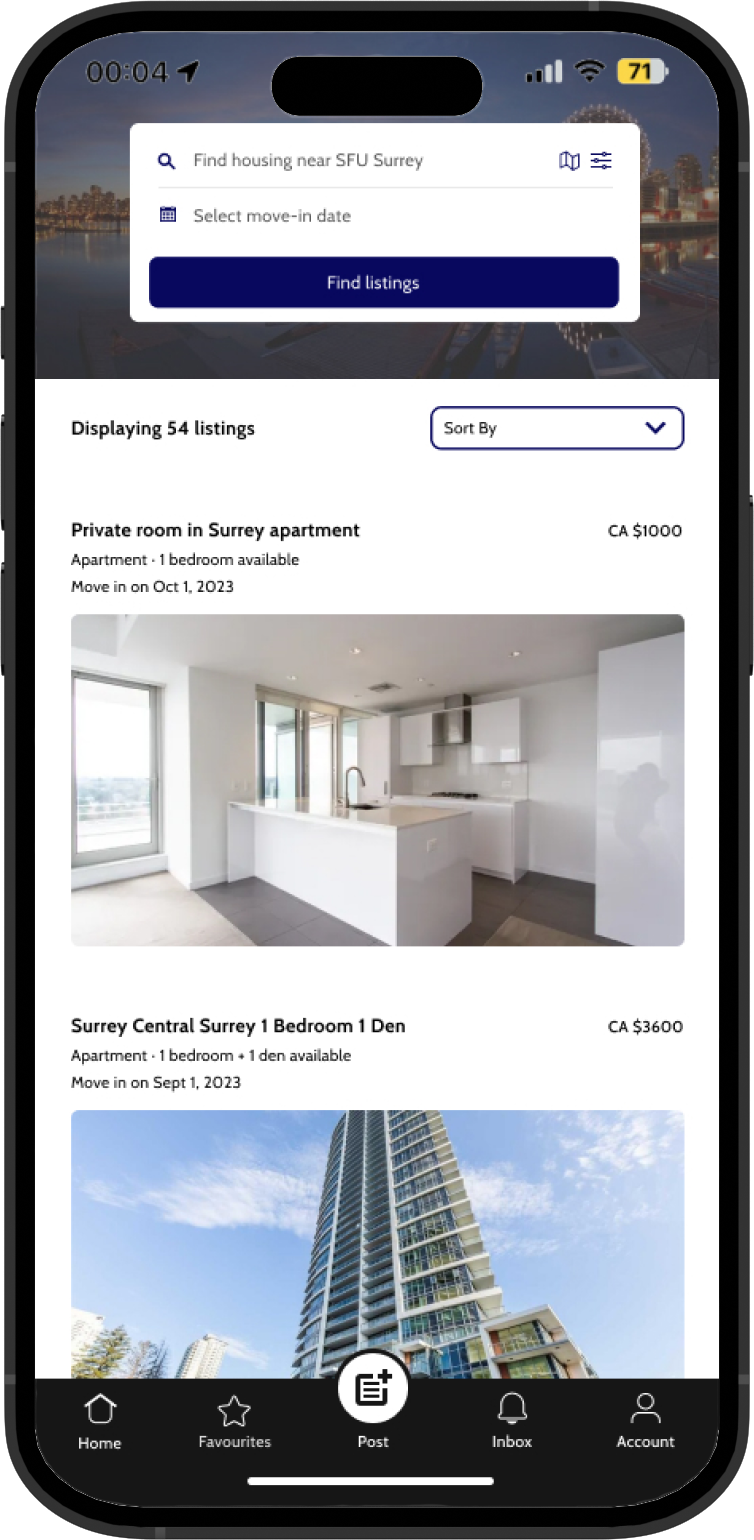 00:04
71
Find housing near SFU Surrey
Select move-in date
Find listings
Displaying 54 listings
Sort By
Private room in Surrey apartment
CA $1000
Apartment · 1 bedroom available
Move in on Oct 1, 2023
Surrey Central Surrey 1 Bedroom 1 Den
CA $3600
Apartment · 1 bedroom + 1 den available
Move in on Sept 1, 2023
Home
Favourites
Post
Inbox
Account